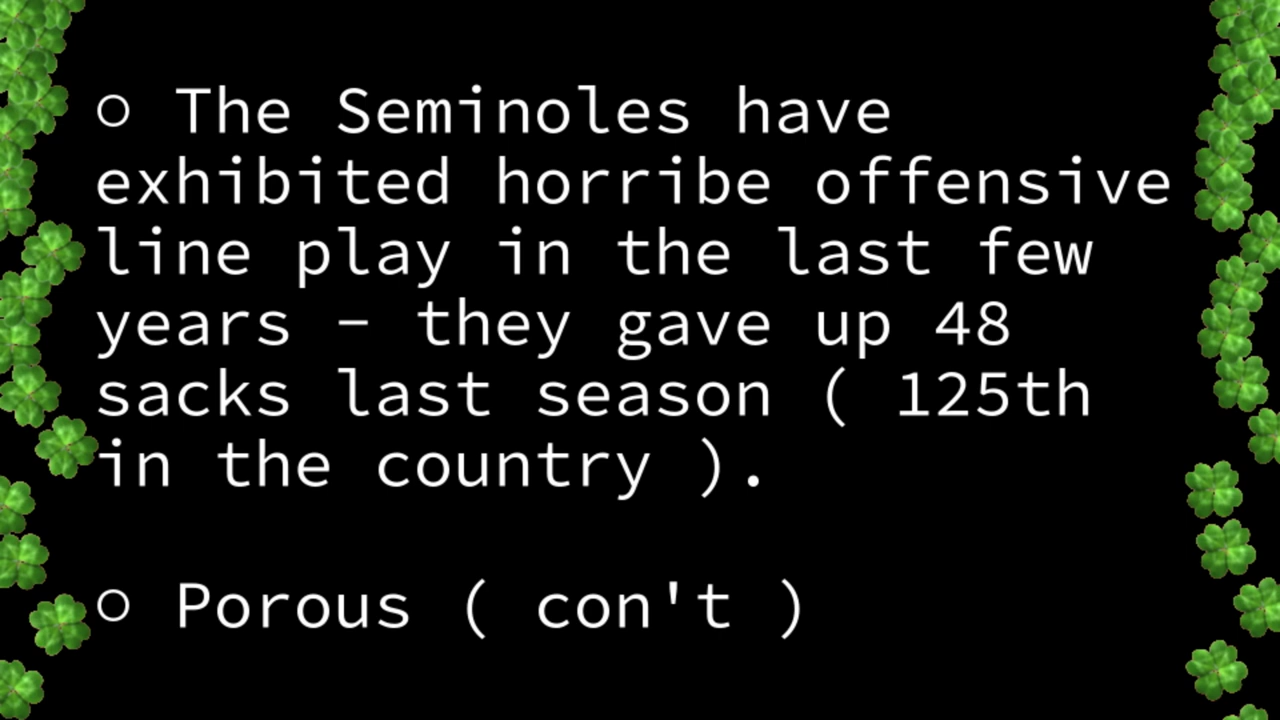 ○ The Seminoles have
exhibited horribe offensive
line play in the last few
years – they gave up 48
sacks last season ( 125th
in the country ).
○ Porous ( con't )